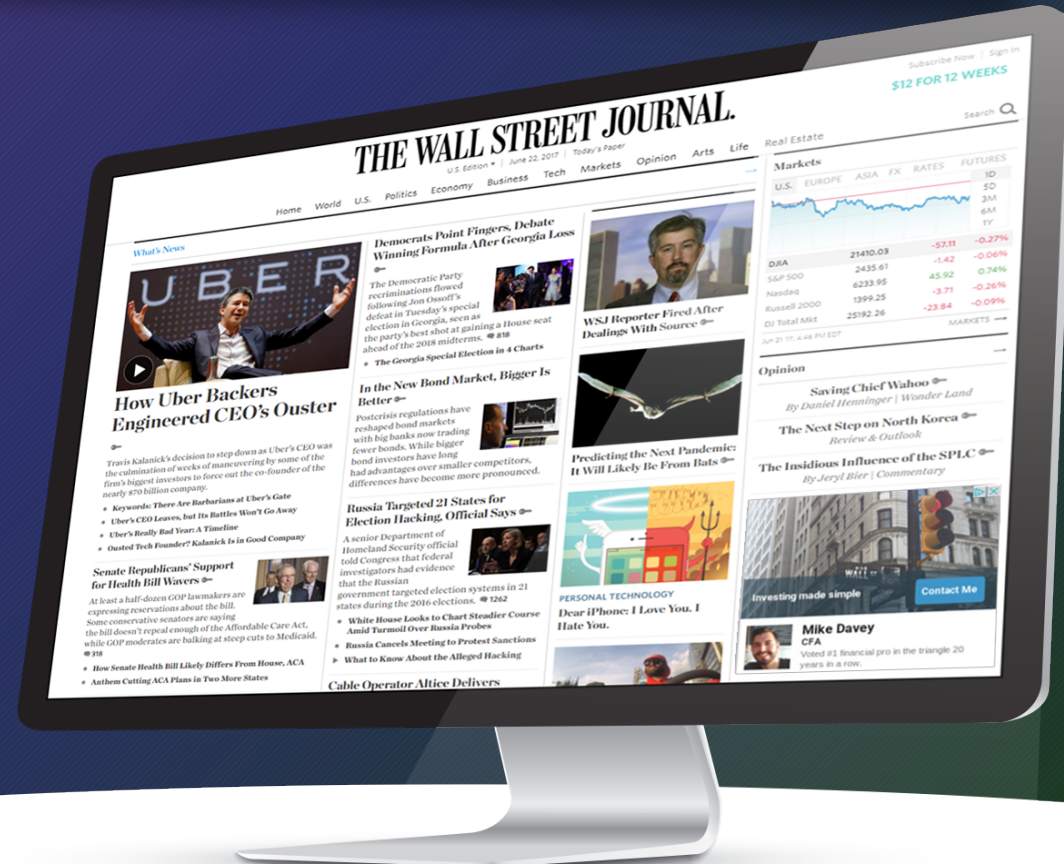 Subscribe Now | Sign In
$12 FOR 12 WEEKS
THE WALL STREET JOURNAL.
U.S. Edition ▾ | June 22, 2017 | Today's Paper
Search
Home World U.S. Politics Economy Business Tech Markets Opinion Arts Life Real Estate
What's News
UBER
How Uber Backers
Engineered CEO's Ouster
Travis Kalanick's decision to step down as Uber's CEO was
the culmination of weeks of maneuvering by some of the
firm's biggest investors to force out the co-founder of the
nearly $70 billion company.
Keywords: There Are Barbarians at Uber's Gate
Uber's CEO Leaves, but Its Battles Won't Go Away
Uber's Really Bad Year: A Timeline
Ousted Tech Founder? Kalanick Is in Good Company
Senate Republicans' Support
for Health Bill Wavers
At least a half-dozen GOP lawmakers are
expressing reservations about the bill.
Some conservative senators are saying
the bill doesn't repeal enough of the Affordable Care Act,
while GOP moderates are balking at steep cuts to Medicaid.
318
How Senate Health Bill Likely Differs From House, ACA
Anthem Cutting ACA Plans in Two More States
Democrats Point Fingers, Debate
Winning Formula After Georgia Loss
The Democratic Party
recriminations flowed
following Jon Ossoff's
defeat in Tuesday's special
election in Georgia, seen as
the party's best shot at gaining a House seat
ahead of the 2018 midterms. 818
The Georgia Special Election in 4 Charts
In the New Bond Market, Bigger Is
Better
Postcrisis regulations have
reshaped bond markets
with big banks now trading
fewer bonds. While bigger
bond investors have long
had advantages over smaller competitors,
differences have become more pronounced.
Russia Targeted 21 States for
Election Hacking, Official Says
A senior Department of
Homeland Security official
told Congress that federal
investigators had evidence
that the Russian
government targeted election systems in 21
states during the 2016 elections. 1262
White House Looks to Chart Steadier Course
Amid Turmoil Over Russia Probes
Russia Cancels Meeting to Protest Sanctions
What to Know About the Alleged Hacking
Cable Operator Altice Delivers
WSJ Reporter Fired After
Dealings With Source
Predicting the Next Pandemic:
It Will Likely Be From Bats
PERSONAL TECHNOLOGY
Dear iPhone: I Love You. I
Hate You.
Markets
U.S. EUROPE ASIA FX RATES FUTURES
1D
5D
3M
6M
1Y
DJIA 21410.03 -57.11 -0.27%
S&P 500 2435.61 -1.42 -0.06%
Nasdaq 6233.95 45.92 0.74%
Russell 2000 1399.25 -3.71 -0.26%
DJ Total Mkt 25192.26 -23.84 -0.09%
Jun 21 '17, 4:48 PM EDT
MARKETS
Opinion
Saving Chief Wahoo
By Daniel Henninger | Wonder Land
The Next Step on North Korea
Review & Outlook
The Insidious Influence of the SPLC
By Jeryl Bier | Commentary
WALL ST
Investing made simple
Contact Me
Mike Davey
CFA
Voted #1 financial pro in the triangle 20
years in a row.